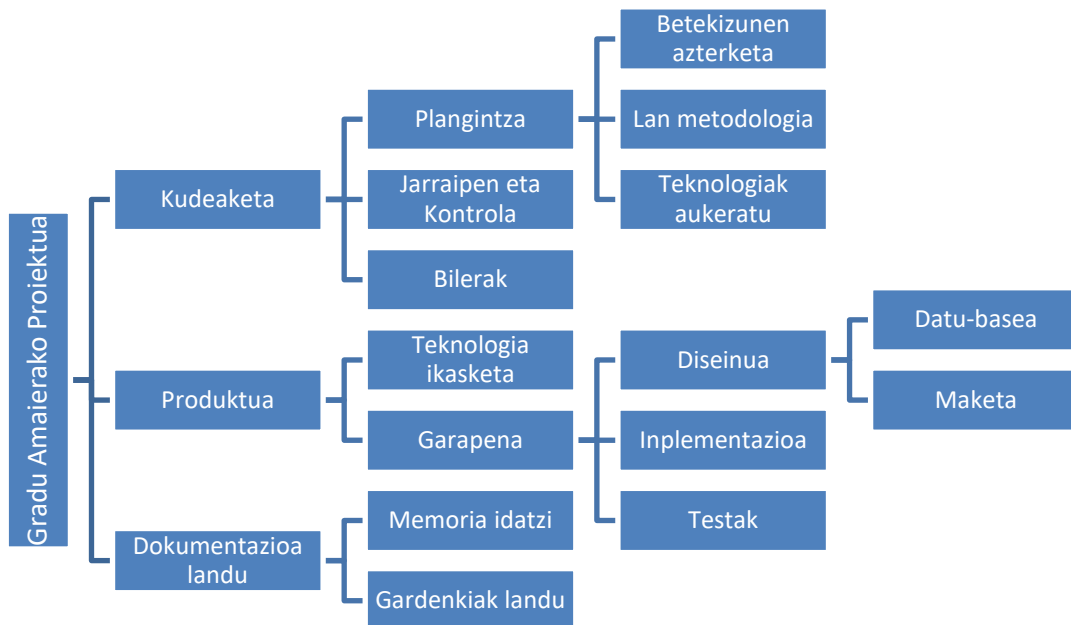 Gradu Amaierako Proiektua
Kudeaketa
Plangintza
Betekizunen
azterketa
Lan metodologia
Teknologiak
aukeratu
Jarraipen eta
Kontrola
Bilerak
Produktua
Teknologia
ikasketa
Garapena
Diseinua
Datu-basea
Maketa
Inplementazioa
Testak
Dokumentazioa
landu
Memoria idatzi
Gardenkiak landu